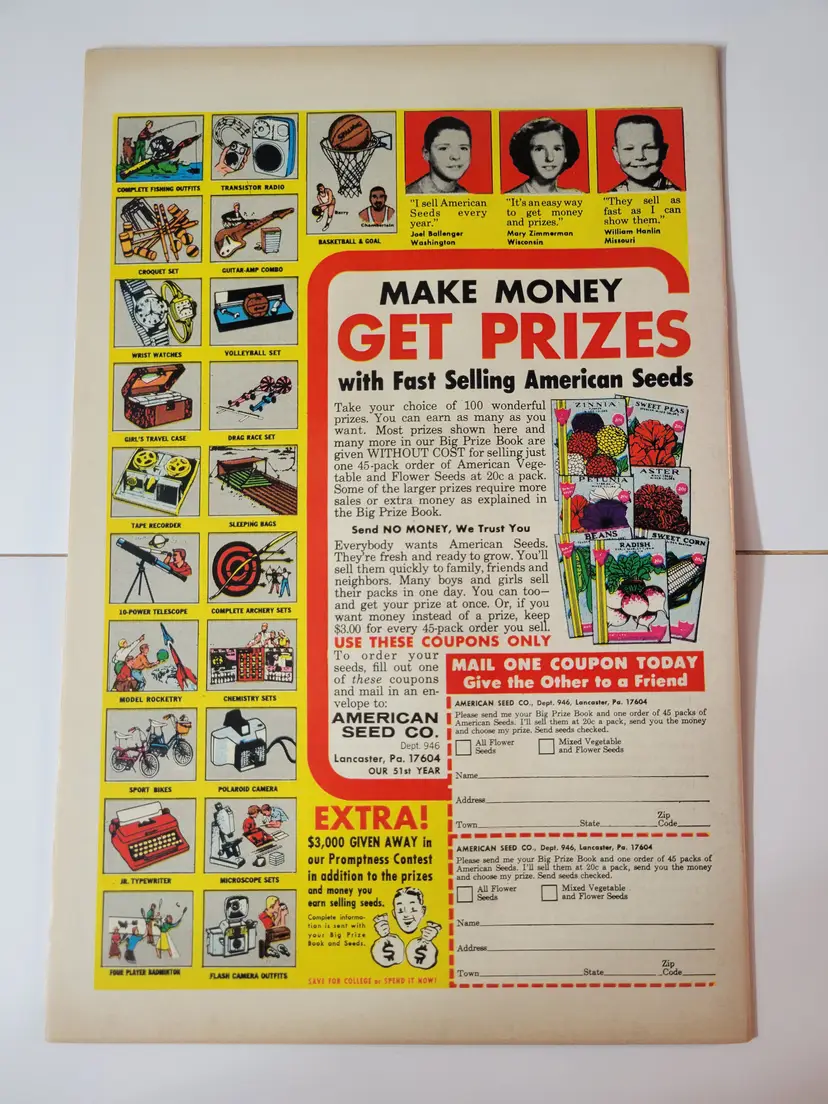 COMPLETE FISHING OUTFITS
TRANSISTOR RADIO
CROQUET SET
GUITAR-AMP COMBO
WRIST WATCHES
VOLLEYBALL SET
GIRL'S TRAVEL CASE
DRAG RACE SET
TAPE RECORDER
SLEEPING BAGS
10-POWER TELESCOPE
COMPLETE ARCHERY SETS
MODEL ROCKETRY
CHEMISTRY SETS
SPORT BIKES
POLAROID CAMERA
JR. TYPEWRITER
MICROSCOPE SETS
FOUR PLAYER BADMINTON
FLASH CAMERA OUTFITS
SPALDING
Barry
Chamberlain
BASKETBALL & GOAL
"I sell American
Seeds every
year."
Joel Ballenger
Washington
"It's an easy way
to get money
and prizes."
Mary Zimmerman
Wisconsin
"They sell as
fast as I can
show them."
William Hanlin
Missouri
MAKE MONEY
GET PRIZES
with Fast Selling American Seeds
Take your choice of 100 wonderful
prizes. You can earn as many as you
want. Most prizes shown here and
many more in our Big Prize Book are
given WITHOUT COST for selling just
one 45-pack order of American Vege-
table and Flower Seeds at 20c a pack.
Some of the larger prizes require more
sales or extra money as explained in
the Big Prize Book.
Send NO MONEY, We Trust You
Everybody wants American Seeds.
They're fresh and ready to grow. You'll
sell them quickly to family, friends and
neighbors. Many boys and girls sell
their packs in one day. You can too—
and get your prize at once. Or, if you
want money instead of a prize, keep
$3.00 for every 45-pack order you sell.
USE THESE COUPONS ONLY
To order your
seeds, fill out one
of these coupons
and mail in an en-
velope to:
AMERICAN
SEED CO.
Dept. 946
Lancaster, Pa. 17604
OUR 51st YEAR
ZINNIA
SWEET PEAS
PETUNIA
ASTER
BEANS
RADISH
SWEET CORN
MAIL ONE COUPON TODAY
Give the Other to a Friend
AMERICAN SEED CO., Dept. 946, Lancaster, Pa. 17604
Please send me your Big Prize Book and one order of 45 packs of
American Seeds. I'll sell them at 20c a pack, send you the money
and choose my prize. Send seeds checked.
All Flower
Seeds
Mixed Vegetable
and Flower Seeds
Name
Address
Town State Zip Code
AMERICAN SEED CO., Dept. 946, Lancaster, Pa. 17604
Please send me your Big Prize Book and one order of 45 packs of
American Seeds. I'll sell them at 20c a pack, send you the money
and choose my prize. Send seeds checked.
All Flower
Seeds
Mixed Vegetable
and Flower Seeds
Name
Address
Town State Zip Code
EXTRA!
$3,000 GIVEN AWAY in
our Promptness Contest
in addition to the prizes
and money you
earn selling seeds.
Complete informa-
tion is sent with
your Big Prize
Book and Seeds.
$ $
SAVE FOR COLLEGE or SPEND IT NOW!